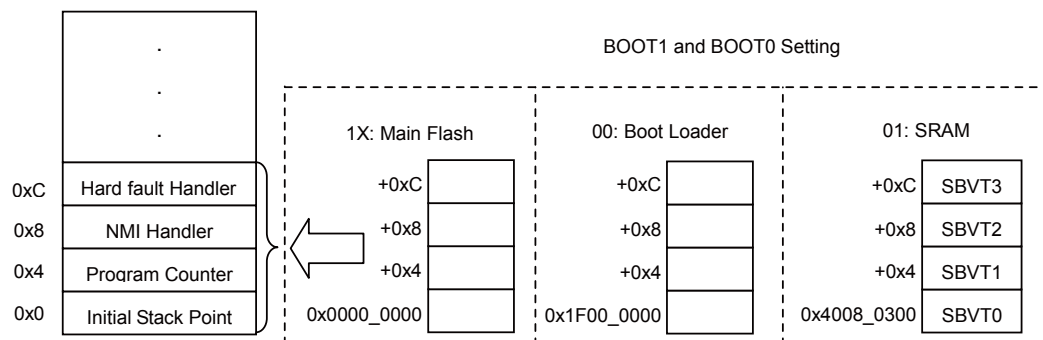 .
.
.
BOOT1 and BOOT0 Setting
1X: Main Flash
00: Boot Loader
01: SRAM
0xC Hard fault Handler +0xC +0xC +0xC SBVT3
0x8 NMI Handler +0x8 +0x8 +0x8 SBVT2
0x4 Program Counter +0x4 +0x4 +0x4 SBVT1
0x0 Initial Stack Point 0x0000_0000 0x1F00_0000 0x4008_0300 SBVT0